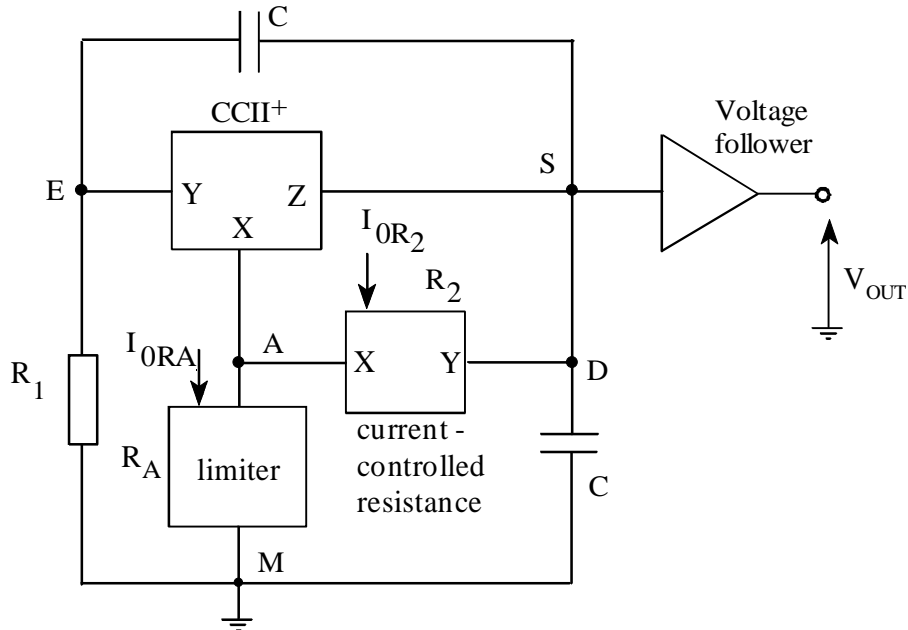 C
CCII+
Voltage
follower
E
Y
Z
X
S
I0R2
R2
VOUT
I0RA
A
X
Y
D
R1
RA
limiter
current -
controlled
resistance
C
M